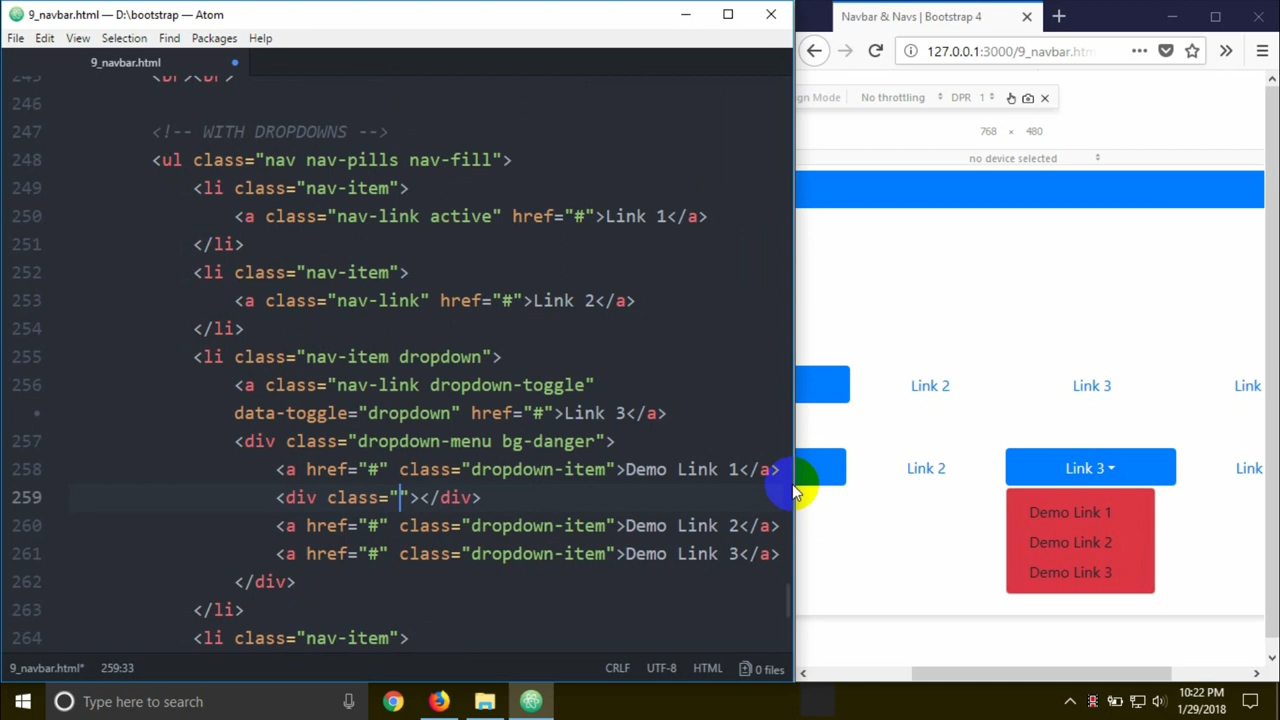 9_navbar.html — D:\bootstrap — Atom
File Edit View Selection Find Packages Help
9_navbar.html
245 <br><br>
246
247 <!-- WITH DROPDOWNS -->
248 <ul class="nav nav-pills nav-fill">
249 <li class="nav-item">
250 <a class="nav-link active" href="#">Link 1</a>
251 </li>
252 <li class="nav-item">
253 <a class="nav-link" href="#">Link 2</a>
254 </li>
255 <li class="nav-item dropdown">
256 <a class="nav-link dropdown-toggle"
• data-toggle="dropdown" href="#">Link 3</a>
257 <div class="dropdown-menu bg-danger">
258 <a href="#" class="dropdown-item">Demo Link 1</a>
259 <div class=""></div>
260 <a href="#" class="dropdown-item">Demo Link 2</a>
261 <a href="#" class="dropdown-item">Demo Link 3</a>
262 </div>
263 </li>
264 <li class="nav-item">
9_navbar.html* 259:33 CRLF UTF-8 HTML 0 files
Navbar & Navs | Bootstrap 4
127.0.0.1:3000/9_navbar.htm
gn Mode No throttling DPR 1
768 × 480
no device selected
Link 2 Link 3 Link
Link 2 Link 3 Link
Demo Link 1
Demo Link 2
Demo Link 3
Type here to search
10:22 PM
1/29/2018